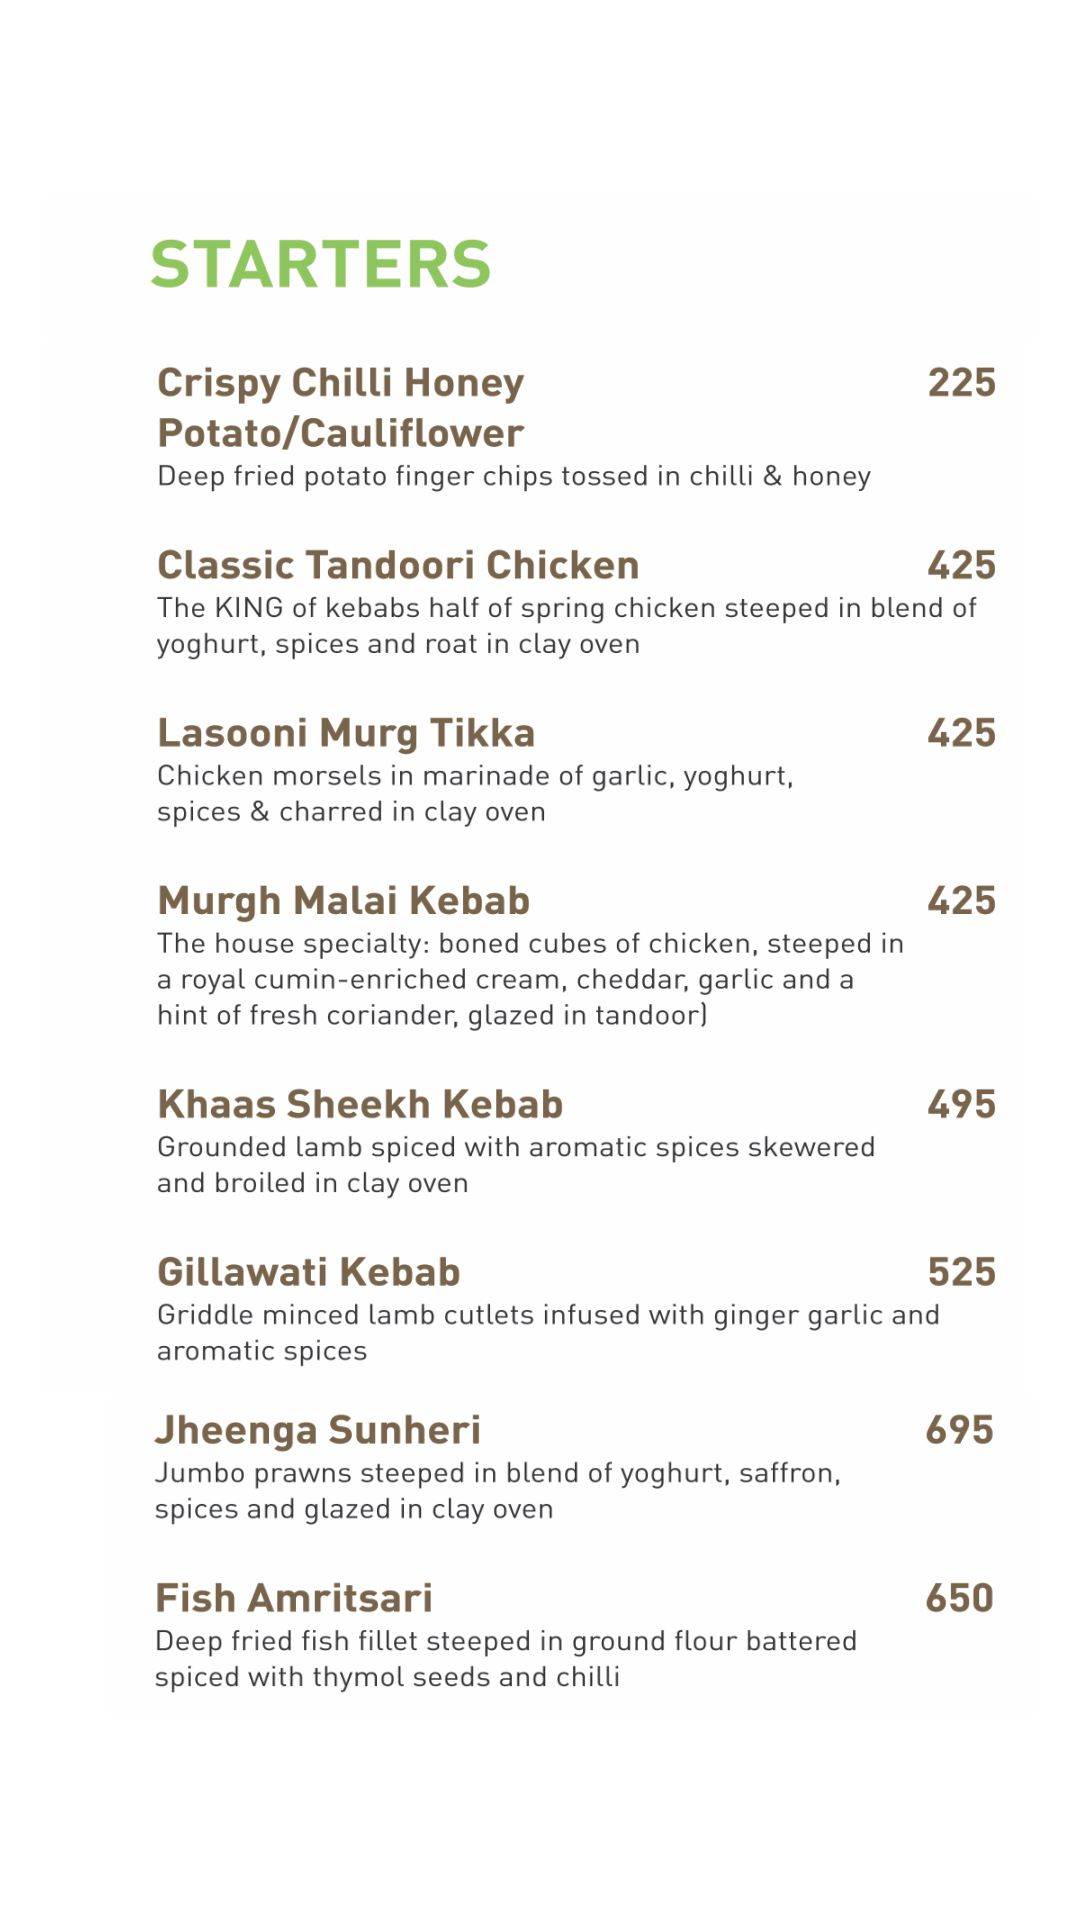 STARTERS
Crispy Chilli Honey 225
Potato/Cauliflower
Deep fried potato finger chips tossed in chilli & honey
Classic Tandoori Chicken 425
The KING of kebabs half of spring chicken steeped in blend of
yoghurt, spices and roat in clay oven
Lasooni Murg Tikka 425
Chicken morsels in marinade of garlic, yoghurt,
spices & charred in clay oven
Murgh Malai Kebab 425
The house specialty: boned cubes of chicken, steeped in
a royal cumin-enriched cream, cheddar, garlic and a
hint of fresh coriander, glazed in tandoor)
Khaas Sheekh Kebab 495
Grounded lamb spiced with aromatic spices skewered
and broiled in clay oven
Gillawati Kebab 525
Griddle minced lamb cutlets infused with ginger garlic and
aromatic spices
Jheenga Sunheri 695
Jumbo prawns steeped in blend of yoghurt, saffron,
spices and glazed in clay oven
Fish Amritsari 650
Deep fried fish fillet steeped in ground flour battered
spiced with thymol seeds and chilli